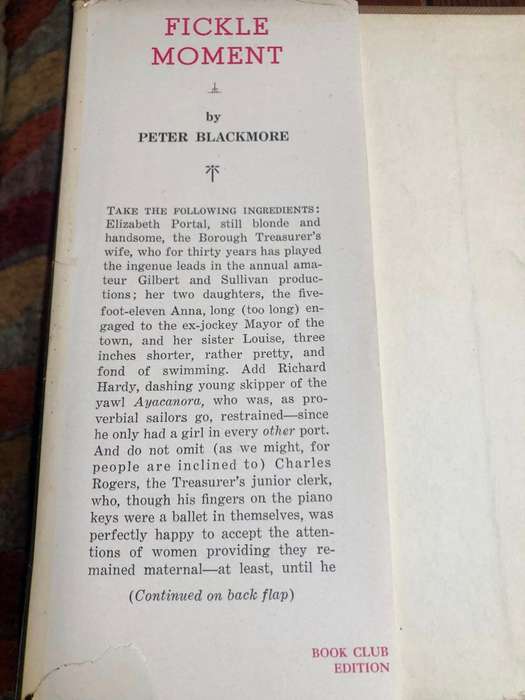 FICKLE
MOMENT
by
PETER BLACKMORE
TAKE THE FOLLOWING INGREDIENTS:
Elizabeth Portal, still blonde and
handsome, the Borough Treasurer's
wife, who for thirty years has played
the ingenue leads in the annual ama-
teur Gilbert and Sullivan produc-
tions; her two daughters, the five-
foot-eleven Anna, long (too long) en-
gaged to the ex-jockey Mayor of the
town, and her sister Louise, three
inches shorter, rather pretty, and
fond of swimming. Add Richard
Hardy, dashing young skipper of the
yawl Ayacanora, who was, as pro-
verbial sailors go, restrained—since
he only had a girl in every other port.
And do not omit (as we might, for
people are inclined to) Charles
Rogers, the Treasurer's junior clerk,
who, though his fingers on the piano
keys were a ballet in themselves, was
perfectly happy to accept the atten-
tions of women providing they re-
mained maternal—at least, until he
(Continued on back flap)
BOOK CLUB
EDITION